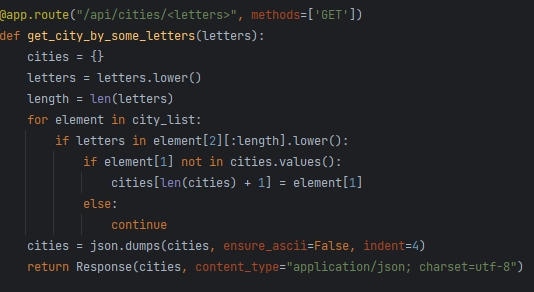 @app.route("/api/cities/<letters>", methods=['GET'])
def get_city_by_some_letters(letters):
    cities = {}
    letters = letters.lower()
    length = len(letters)
    for element in city_list:
        if letters in element[2][:length].lower():
            if element[1] not in cities.values():
                cities[len(cities) + 1] = element[1]
            else:
                continue
    cities = json.dumps(cities, ensure_ascii=False, indent=4)
    return Response(cities, content_type="application/json; charset=utf-8")